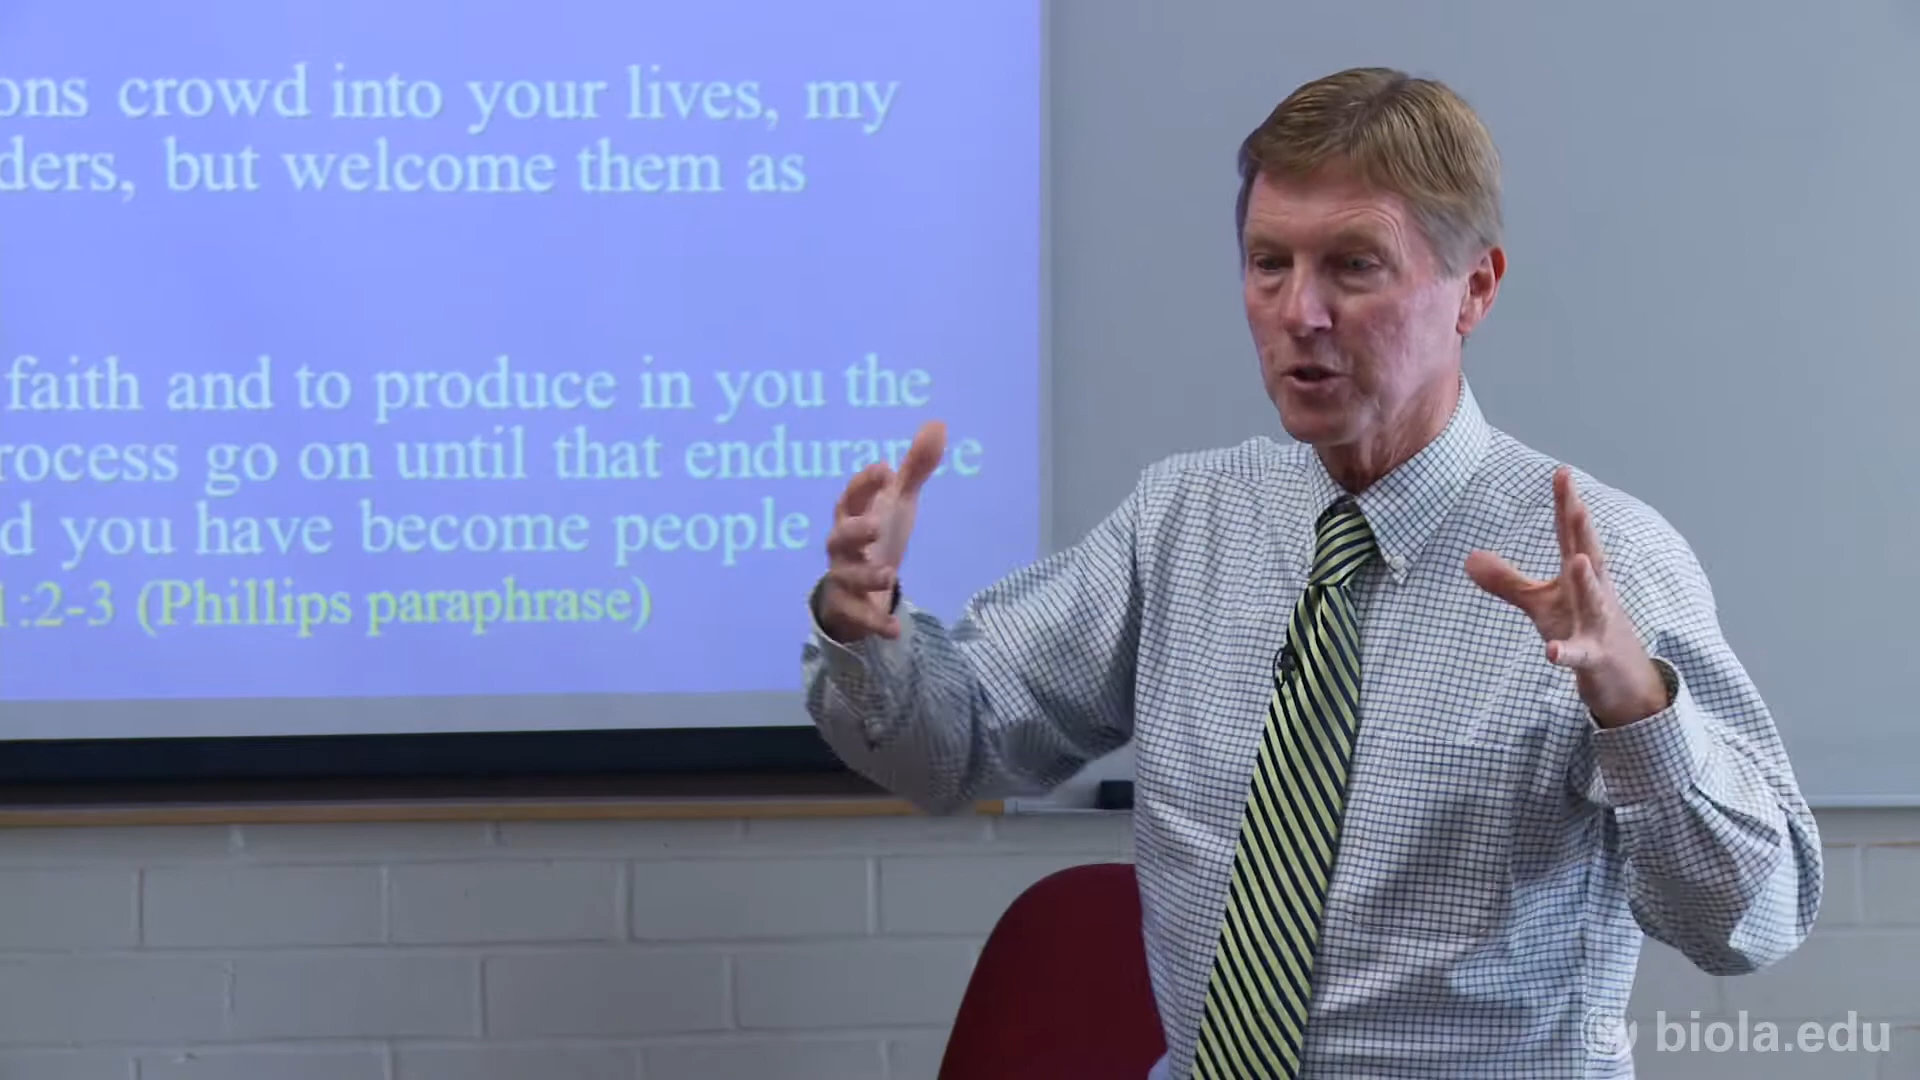 ons crowd into your lives, my
ders, but welcome them as
faith and to produce in you the
rocess go on until that endurance
d you have become people
1:2-3 (Phillips paraphrase)
biola.edu